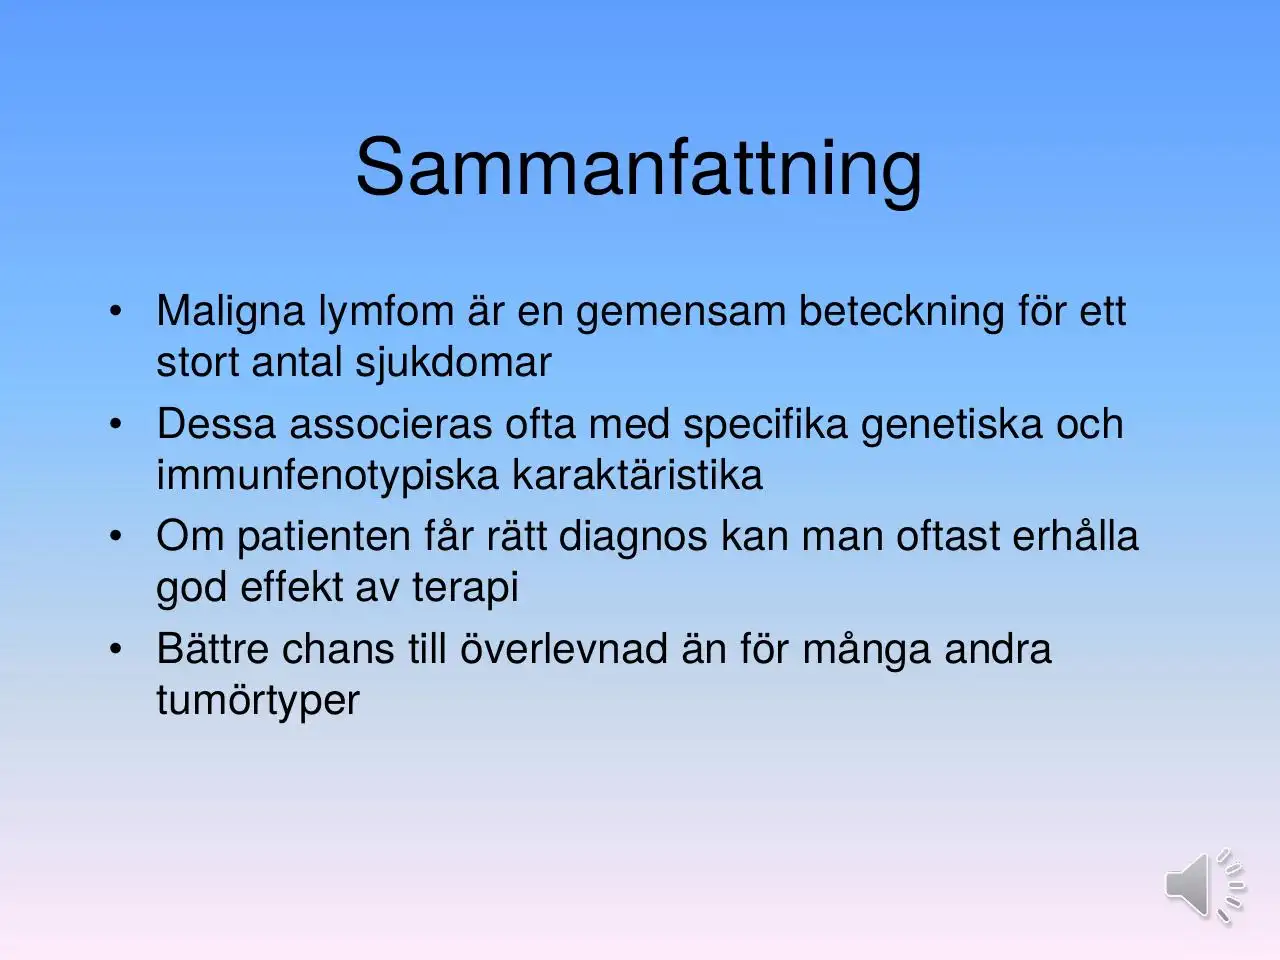 Sammanfattning
• Maligna lymfom är en gemensam beteckning för ett
stort antal sjukdomar
• Dessa associeras ofta med specifika genetiska och
immunfenotypiska karaktäristika
• Om patienten får rätt diagnos kan man oftast erhålla
god effekt av terapi
• Bättre chans till överlevnad än för många andra
tumörtyper